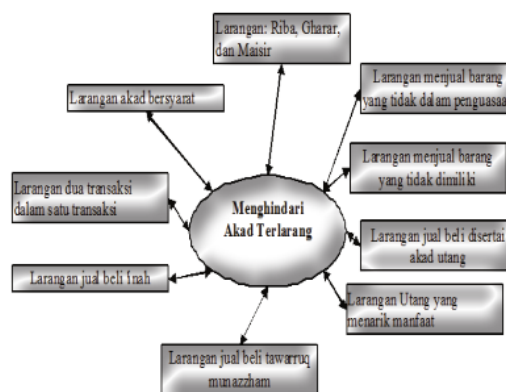 Larangan: Riba, Gharar,
dan Maisir
Larangan akad bersyarat
Larangan menjual barang
yang tidak dalam penguasaa
Larangan menjual barang
yang tidak dimiliki
Larangan dua transaksi
dalam satu transaksi
Menghindari
Akad Terlarang
Larangan jual beli disertai
akad utang
Larangan jual beli 'inah
Larangan Utang yang
menarik manfaat
Larangan jual beli tawarruq
munazzham